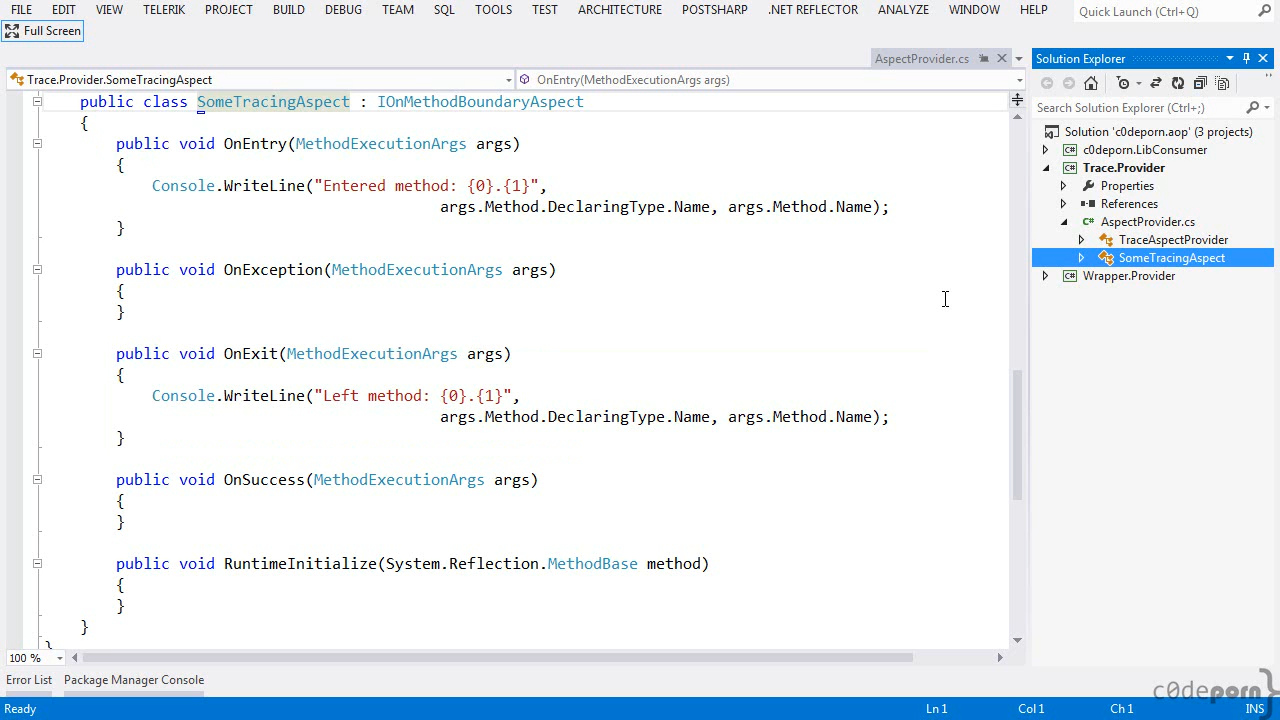 FILE EDIT VIEW TELERIK PROJECT BUILD DEBUG TEAM SQL TOOLS TEST ARCHITECTURE POSTSHARP .NET REFLECTOR ANALYZE WINDOW HELP Quick Launch (Ctrl+Q)
Full Screen
AspectProvider.cs
Trace.Provider.SomeTracingAspect OnEntry(MethodExecutionArgs args)
public class SomeTracingAspect : IOnMethodBoundaryAspect
{
public void OnEntry(MethodExecutionArgs args)
{
Console.WriteLine("Entered method: {0}.{1}",
args.Method.DeclaringType.Name, args.Method.Name);
}
public void OnException(MethodExecutionArgs args)
{
}
public void OnExit(MethodExecutionArgs args)
{
Console.WriteLine("Left method: {0}.{1}",
args.Method.DeclaringType.Name, args.Method.Name);
}
public void OnSuccess(MethodExecutionArgs args)
{
}
public void RuntimeInitialize(System.Reflection.MethodBase method)
{
}
}
}
100 %
Solution Explorer
Search Solution Explorer (Ctrl+;)
Solution 'c0deporn.aop' (3 projects)
C# c0deporn.LibConsumer
C# Trace.Provider
Properties
References
C# AspectProvider.cs
TraceAspectProvider
SomeTracingAspect
C# Wrapper.Provider
Error List Package Manager Console
c0deporn}
Ready Ln 1 Col 1 Ch 1 INS